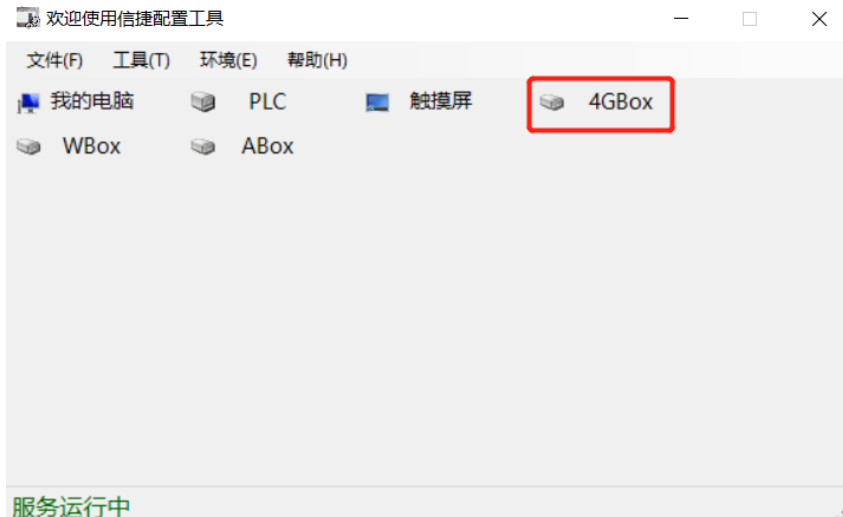 欢迎使用信捷配置工具
文件(F) 工具(T) 环境(E) 帮助(H)
我的电脑 PLC 触摸屏 4GBox
WBox ABox
服务运行中